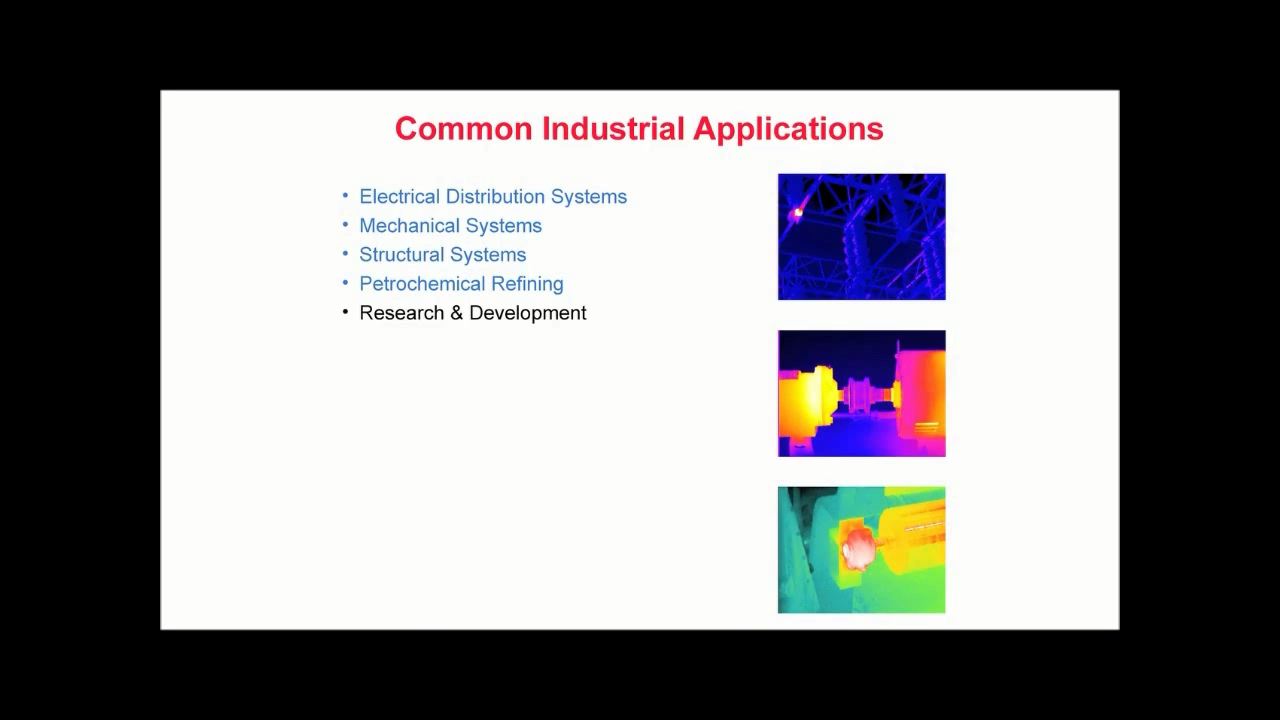 Common Industrial Applications
• Electrical Distribution Systems
• Mechanical Systems
• Structural Systems
• Petrochemical Refining
• Research & Development